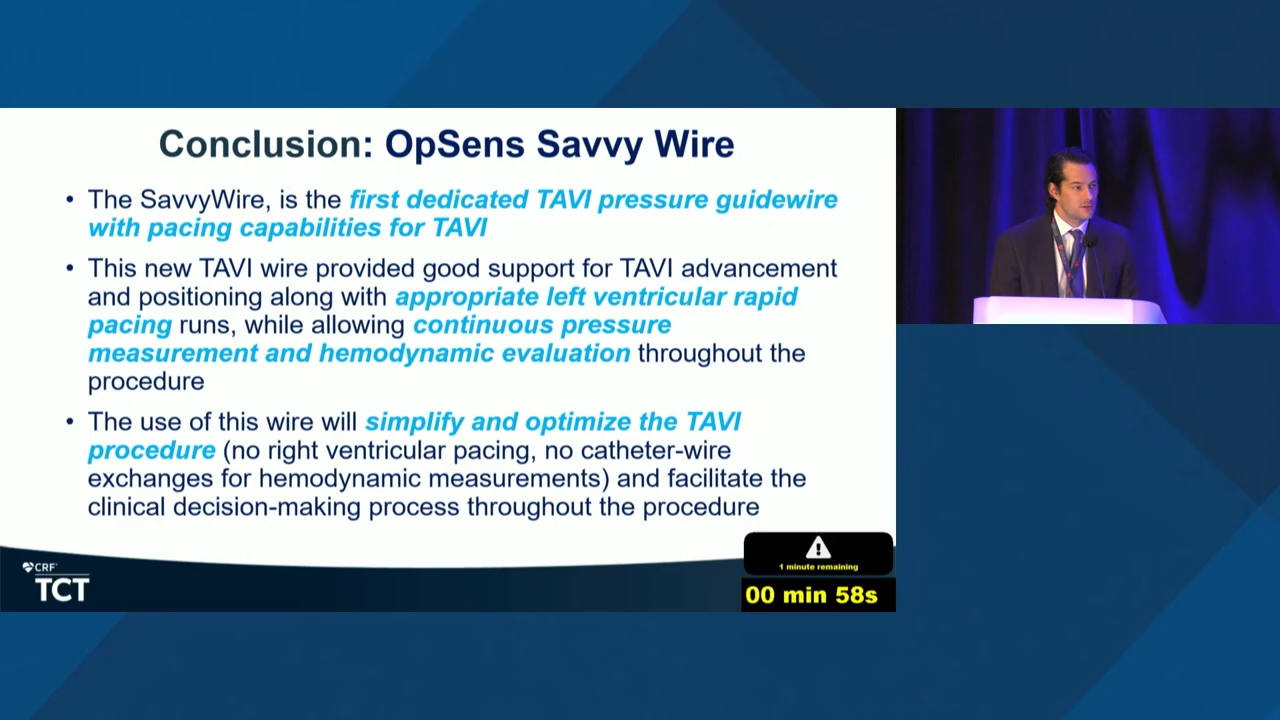 Conclusion: OpSens Savvy Wire
• The SavvyWire, is the first dedicated TAVI pressure guidewire
with pacing capabilities for TAVI
• This new TAVI wire provided good support for TAVI advancement
and positioning along with appropriate left ventricular rapid
pacing runs, while allowing continuous pressure
measurement and hemodynamic evaluation throughout the
procedure
• The use of this wire will simplify and optimize the TAVI
procedure (no right ventricular pacing, no catheter-wire
exchanges for hemodynamic measurements) and facilitate the
clinical decision-making process throughout the procedure
CRF
TCT
1 minute remaining
00 min 58s